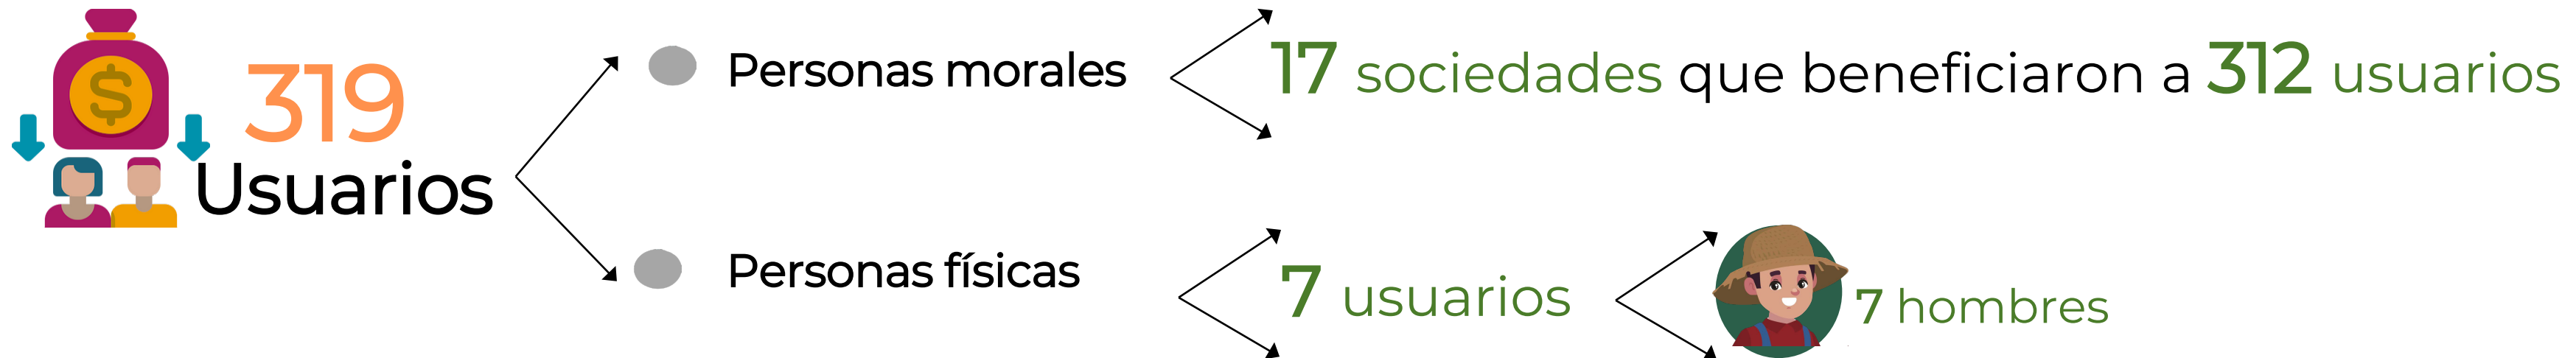 319
Usuarios
Personas morales
17 sociedades que beneficiaron a 312 usuarios
Personas físicas
7 usuarios
7 hombres